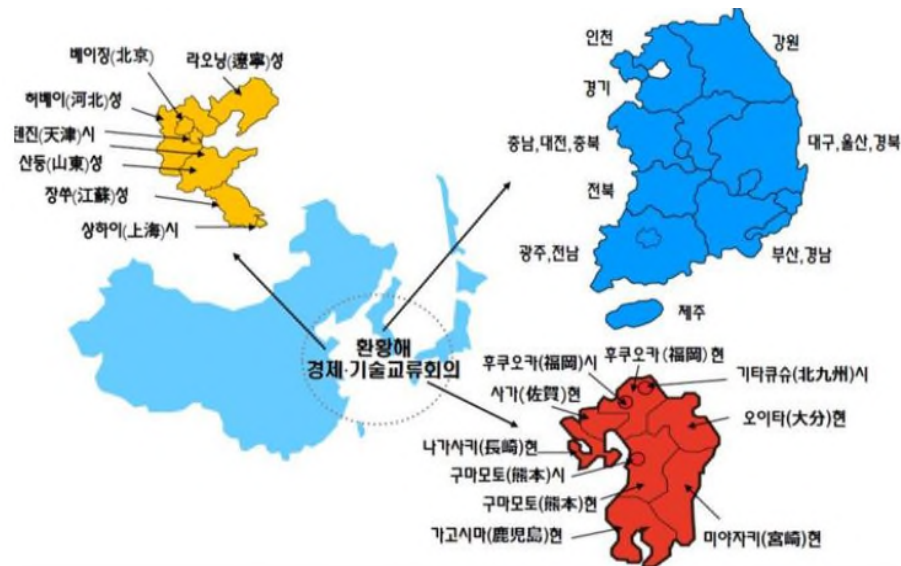 베이징(北京)
랴오닝(遼寧)성
허베이(河北)성
텐진(天津)시
산둥(山東)성
장쑤(江蘇)성
상하이(上海)시
인천
강원
경기
충남,대전,충북
대구,울산,경북
전북
광주,전남
부산,경남
제주
환황해
경제·기술교류회의
후쿠오카(福岡)시
후쿠오카(福岡)현
기타큐슈(北九州)시
사가(佐賀)현
오이타(大分)현
나가사키(長崎)현
구마모토(熊本)시
구마모토(熊本)현
가고시마(鹿児島)현
미야자키(宮崎)현